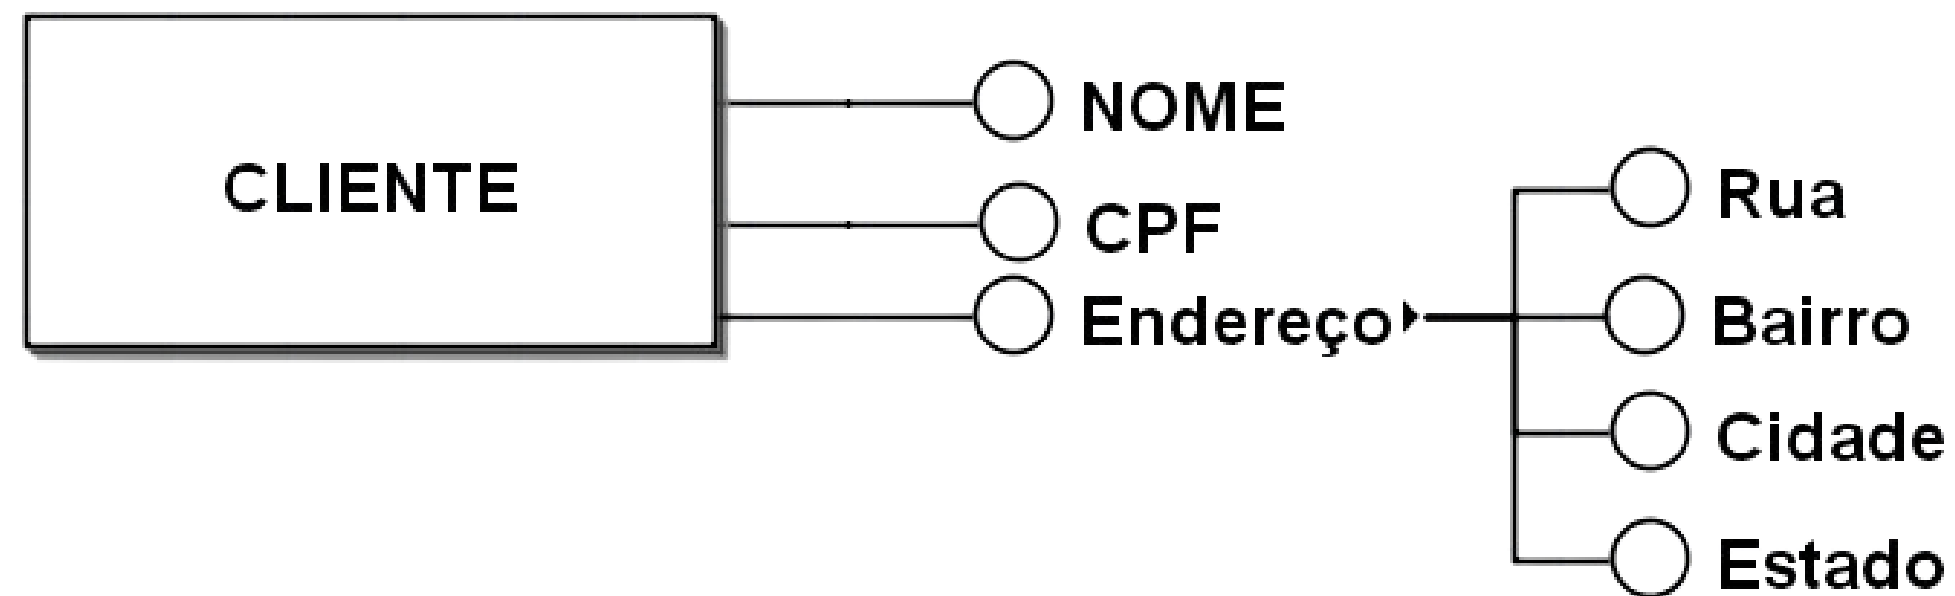 CLIENTE
NOME
CPF
Endereço
Rua
Bairro
Cidade
Estado